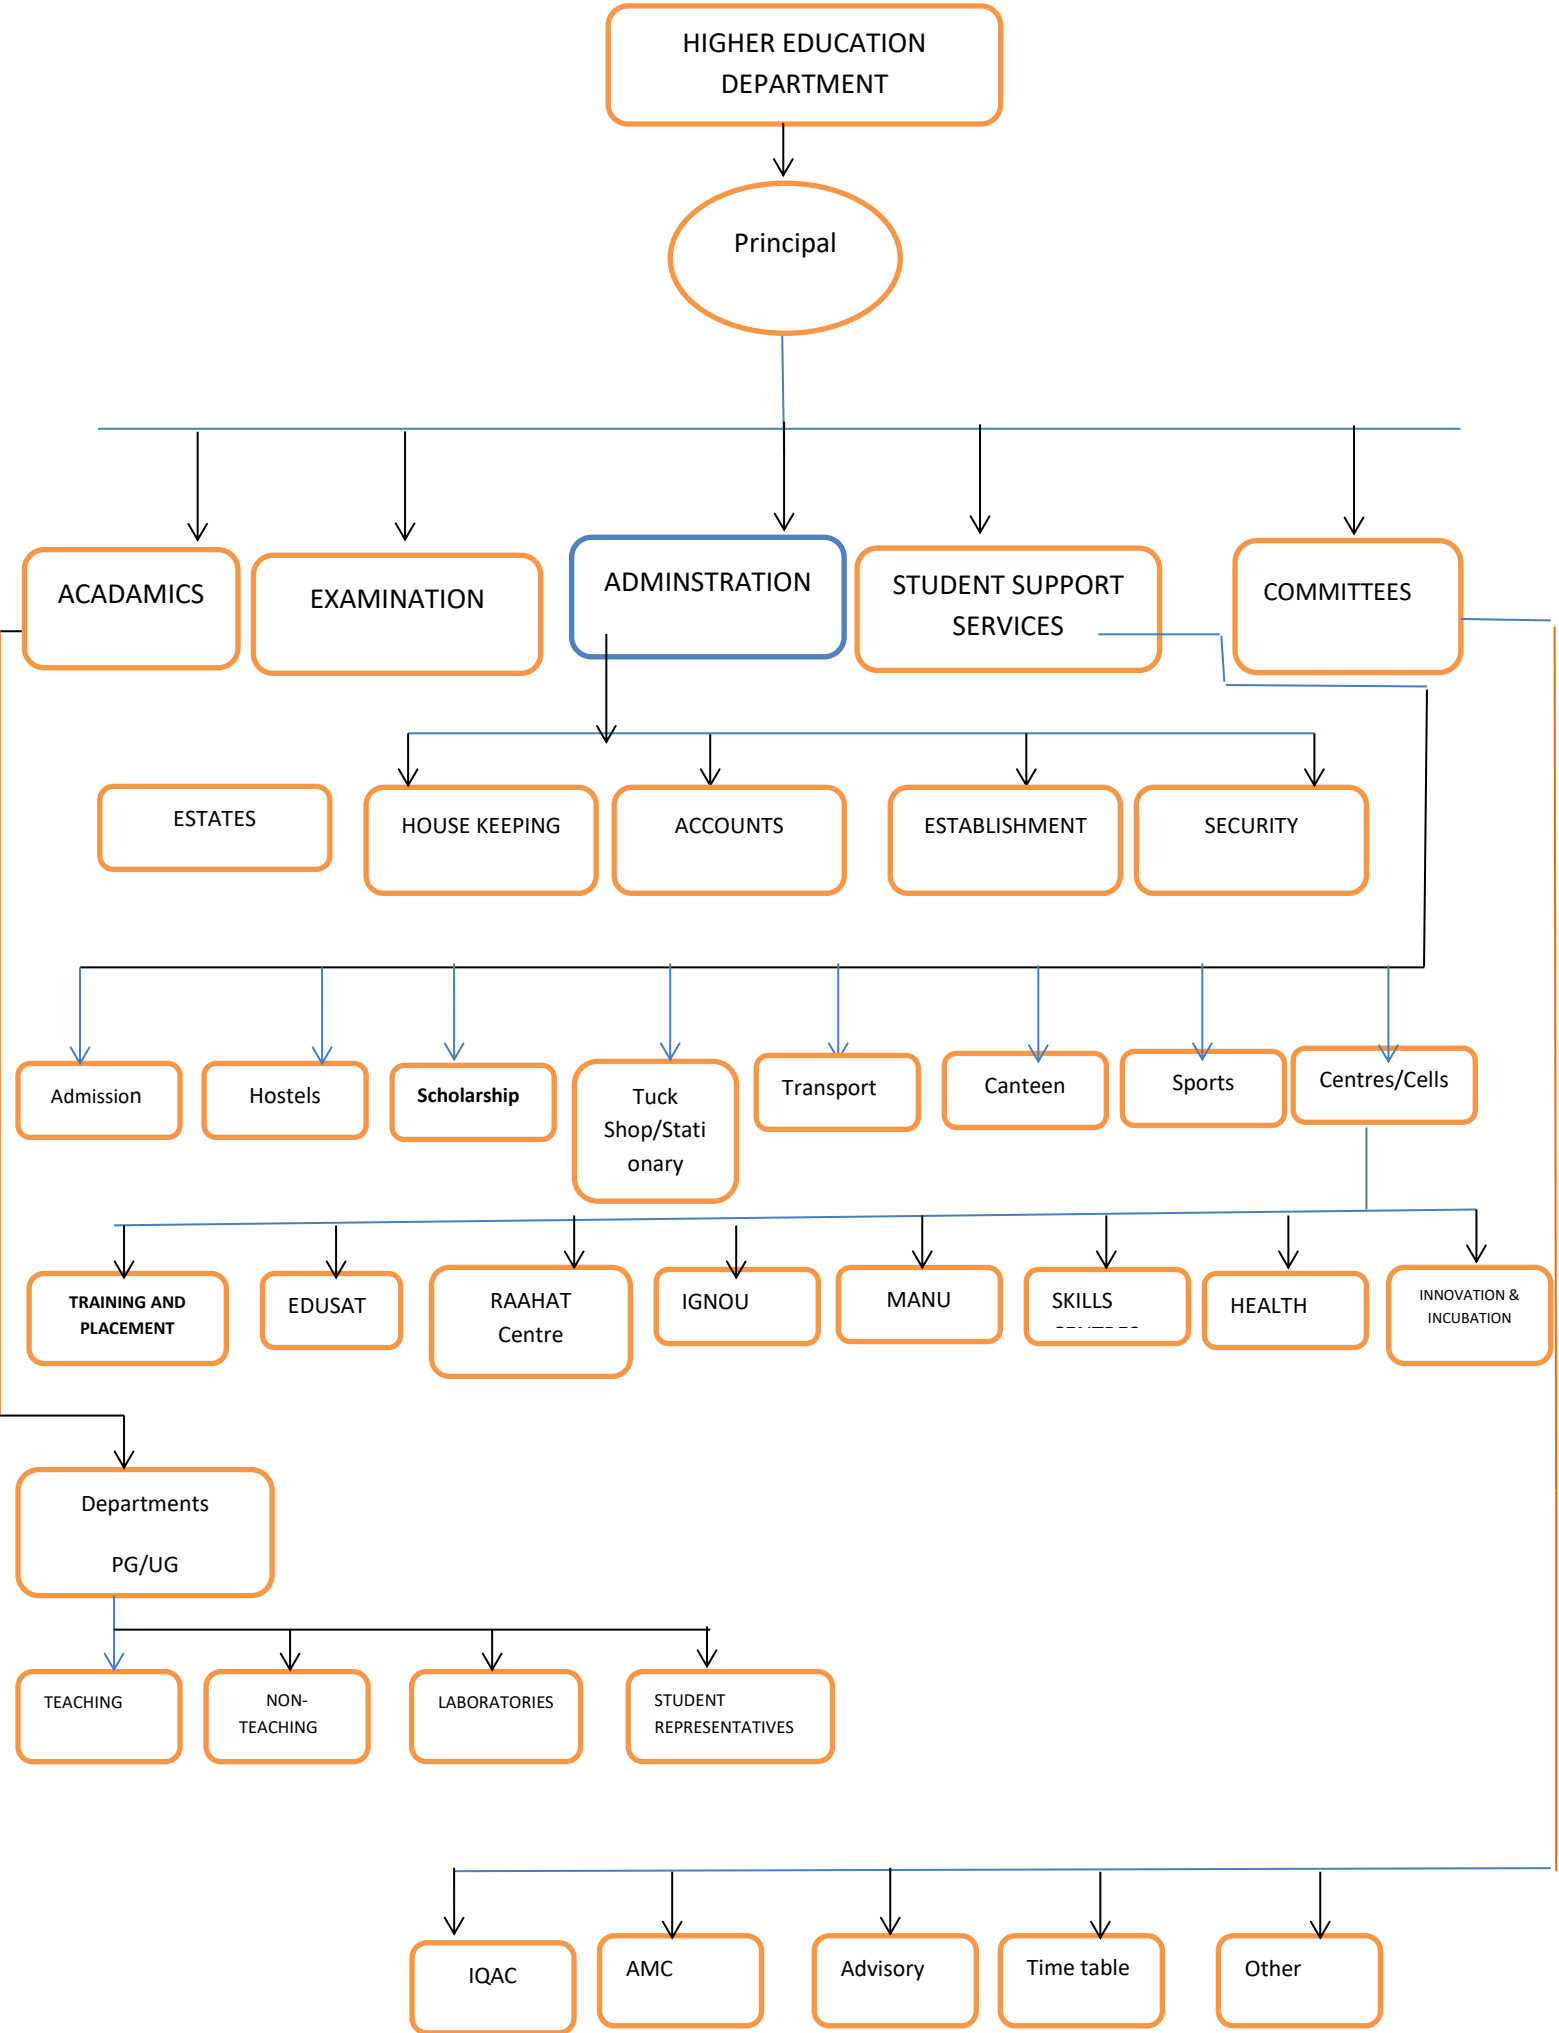 HIGHER EDUCATION
DEPARTMENT
Principal
ACADAMICS
EXAMINATION
ADMINSTRATION
STUDENT SUPPORT
SERVICES
COMMITTEES
ESTATES
HOUSE KEEPING
ACCOUNTS
ESTABLISHMENT
SECURITY
Admission
Hostels
Scholarship
Tuck
Shop/Stati
onary
Transport
Canteen
Sports
Centres/Cells
TRAINING AND
PLACEMENT
EDUSAT
RAAHAT
Centre
IGNOU
MANU
SKILLS
HEALTH
INNOVATION &
INCUBATION
Departments
PG/UG
TEACHING
NON-
TEACHING
LABORATORIES
STUDENT
REPRESENTATIVES
IQAC
AMC
Advisory
Time table
Other